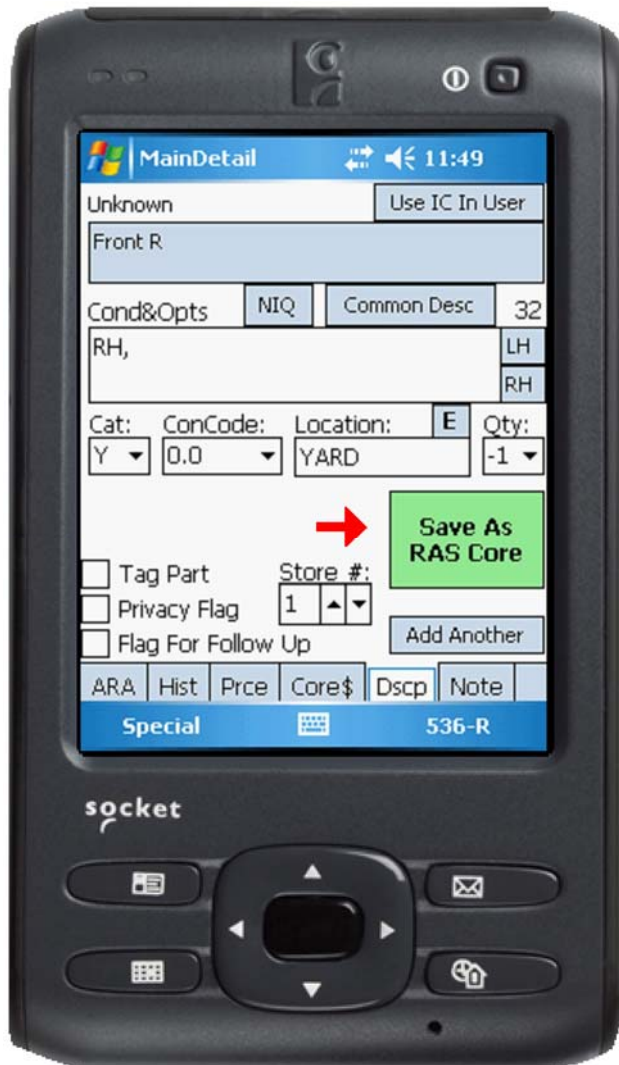 MainDetail 11:49
Unknown Use IC In User
Front R
Cond&Opts NIQ Common Desc 32
RH, LH
RH
Cat: ConCode: Location: E Qty:
Y 0.0 YARD -1
Save As
RAS Core
Tag Part Store #:
Privacy Flag 1
Flag For Follow Up Add Another
ARA Hist Prce Core$ Dscp Note
Special 536-R
socket